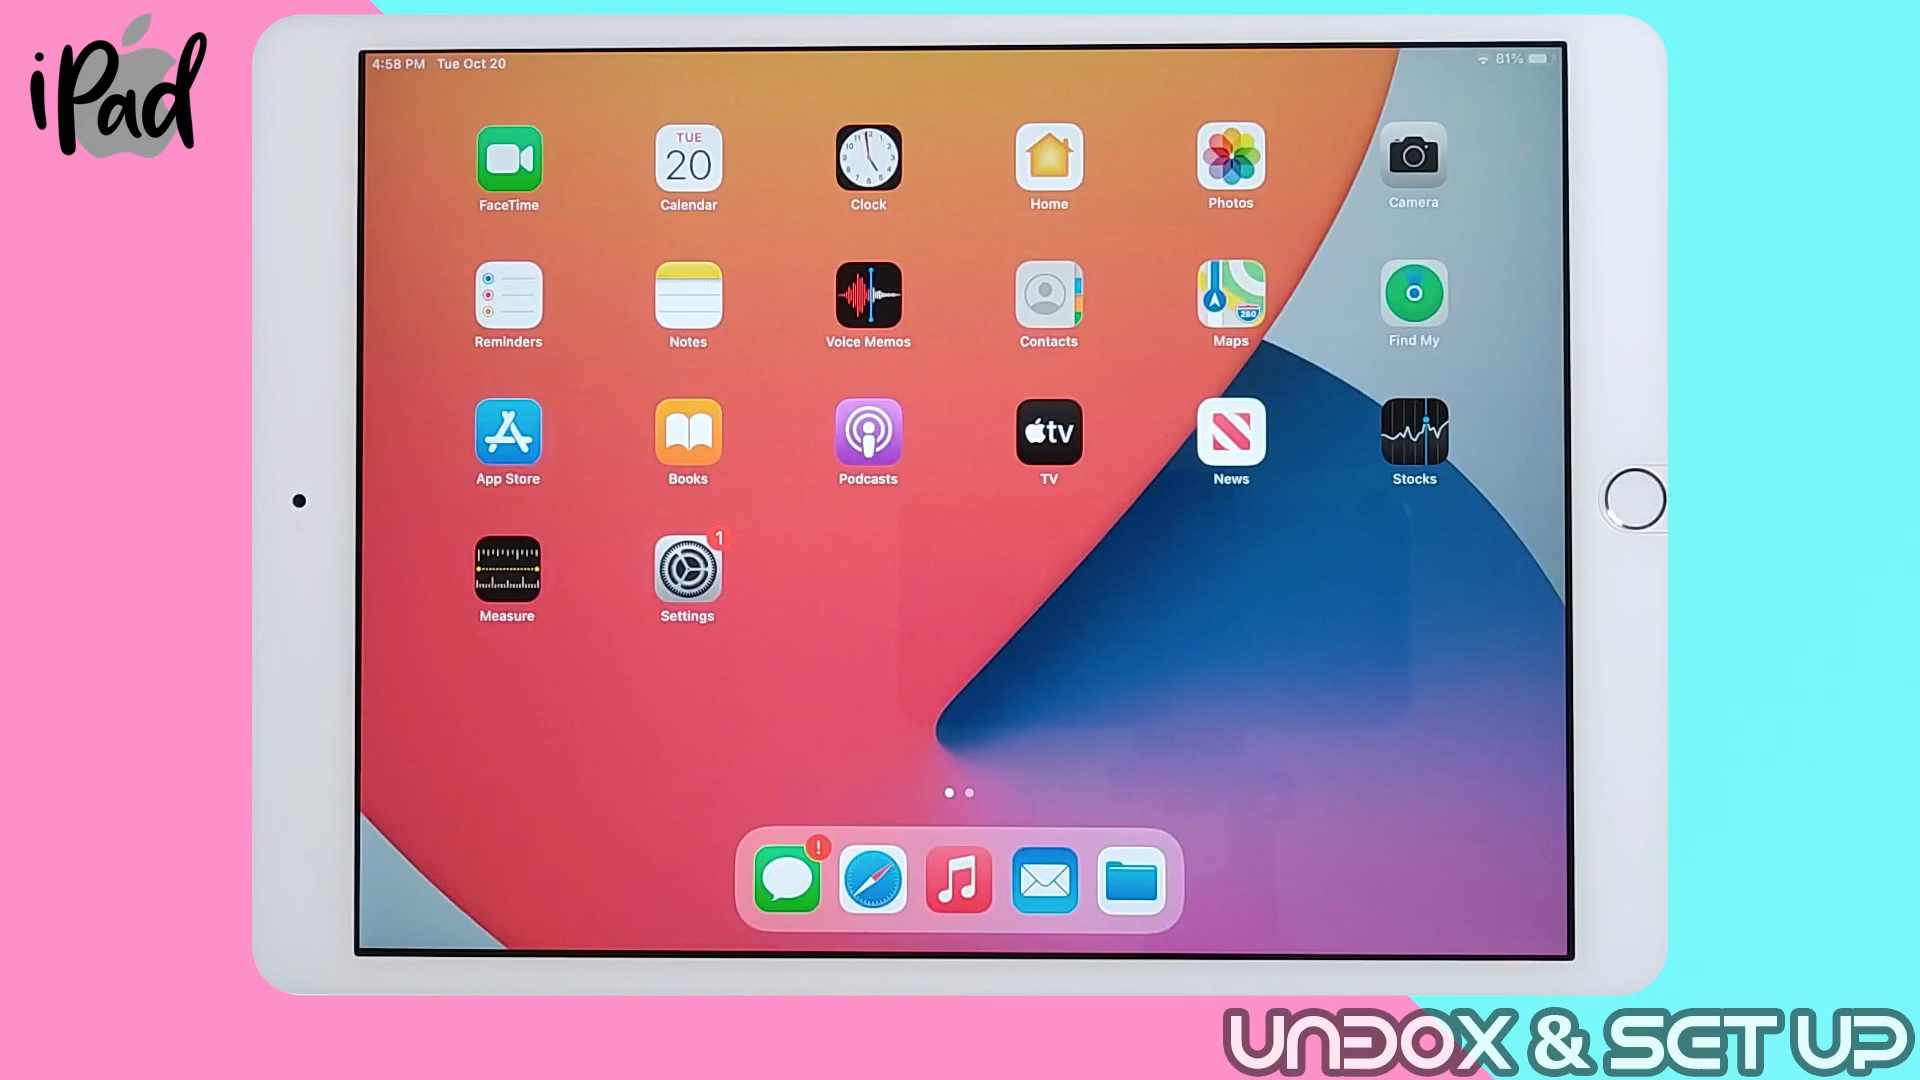 iPad
4:58 PM Tue Oct 20
81%
TUE
20
FaceTime
Calendar
Clock
Home
Photos
Camera
280
Reminders
Notes
Voice Memos
Contacts
Maps
Find My
tv
App Store
Books
Podcasts
TV
News
Stocks
1
Measure
Settings
!
UNBOX & SET UP